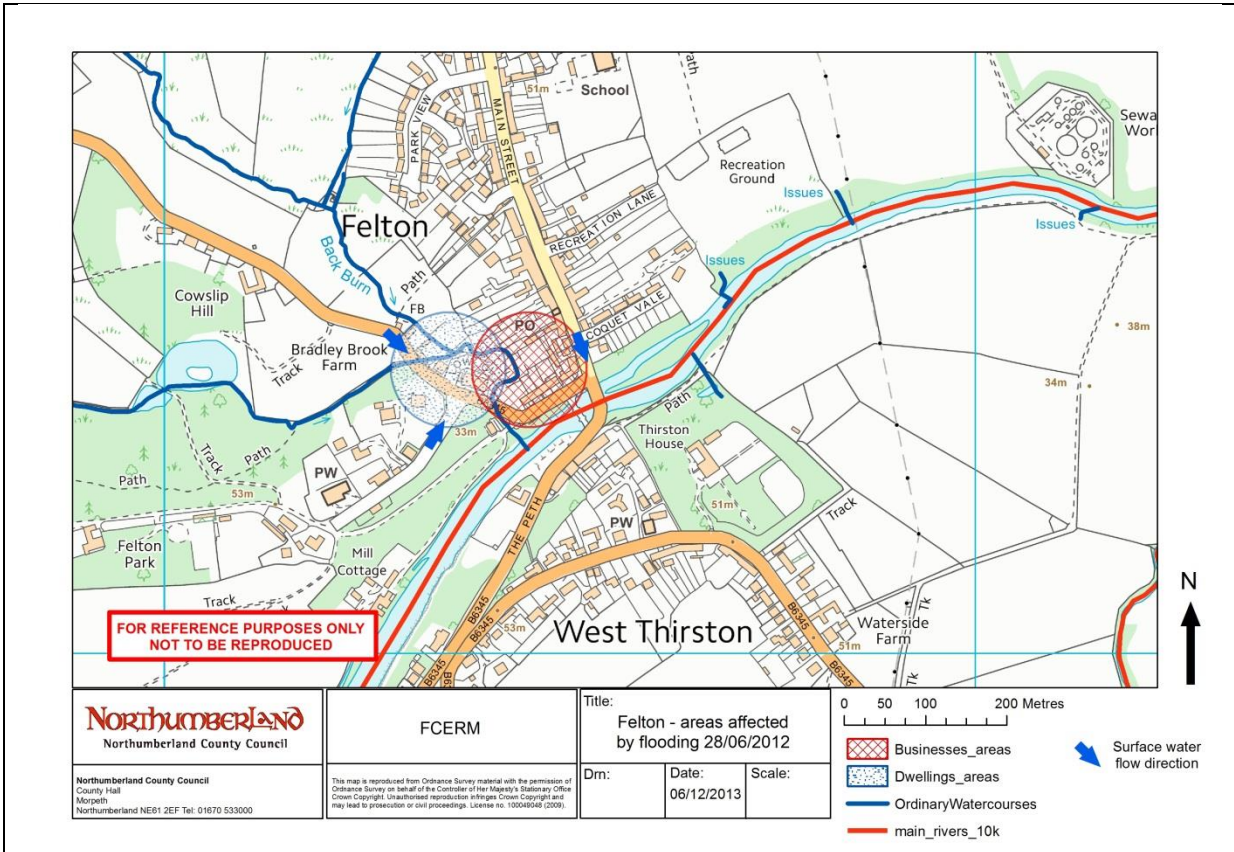 51m
School
Path
Sewa
Wor
PARK VIEW
MAIN STREET
Recreation
Ground
Issues
Issues
Felton
RECREATION LANE
Back Burn
Issues
Path
Cowslip
Hill
FB
PO
COQUET VALE
38m
Bradley Brook
Farm
Track
34m
Path
33m
Thirston
House
Track
Path
PW
Path
53m
51m
PW
Track
Felton
Park
Mill
Cottage
THE PETH
Track
Tk
Waterside
Farm
B6345
B6345
53m
West Thirston
B6345
51m
B6345
B6345
Tk
FOR REFERENCE PURPOSES ONLY
NOT TO BE REPRODUCED
N
NORTHUMBERLAND
Northumberland County Council
Northumberland County Council
County Hall
Morpeth
Northumberland NE61 2EF Tel: 01670 533000
FCERM
This map is reproduced from Ordnance Survey material with the permission of
Ordnance Survey on behalf of the Controller of Her Majesty's Stationary Office
Crown Copyright. Unauthorised reproduction infringes Crown Copyright and
may lead to prosecution or civil proceedings. License no. 100049048 (2009).
Title:
Felton - areas affected
by flooding 28/06/2012
Drn:
Date:
06/12/2013
Scale:
0 50 100 200 Metres
Businesses_areas
Dwellings_areas
OrdinaryWatercourses
main_rivers_10k
Surface water
flow direction